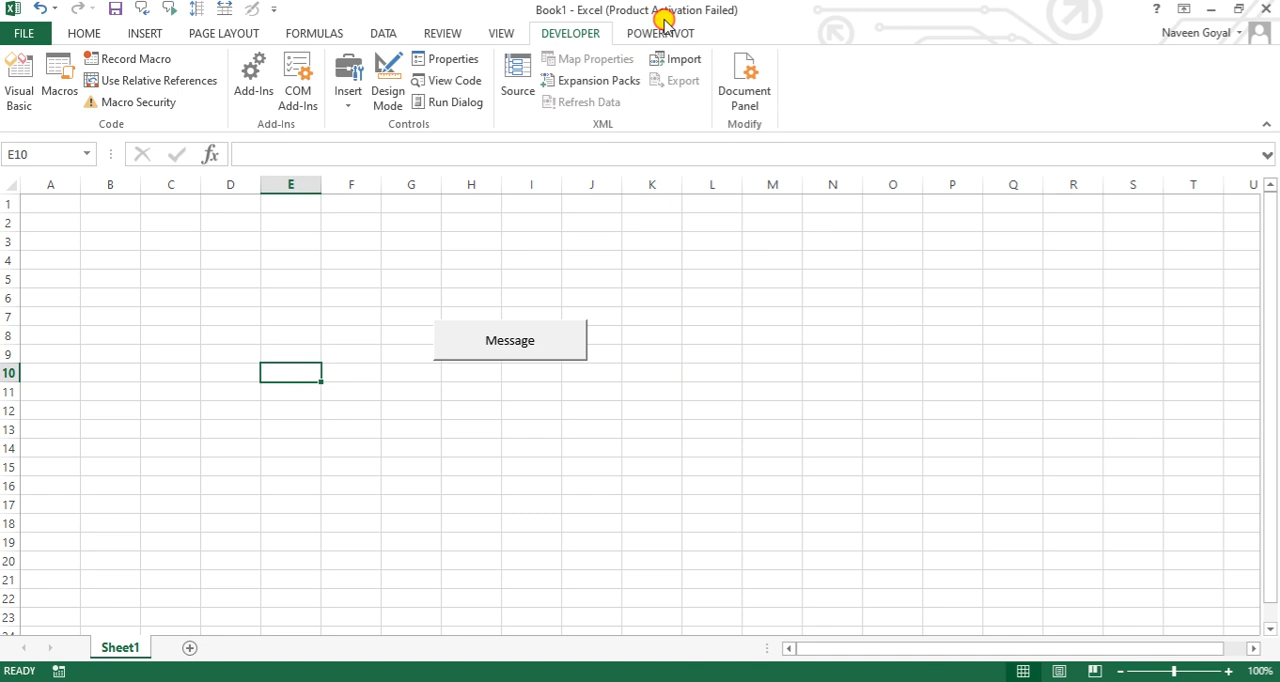 Book1 - Excel (Product Activation Failed)
?
FILE HOME INSERT PAGE LAYOUT FORMULAS DATA REVIEW VIEW DEVELOPER POWERPIVOT
Naveen Goyal
Visual Basic
Macros
Record Macro
Use Relative References
Macro Security
Code
Add-Ins
COM Add-Ins
Add-Ins
Insert
Design Mode
Properties
View Code
Run Dialog
Controls
Source
Map Properties
Expansion Packs
Refresh Data
Import
Export
XML
Document Panel
Modify
E10
fx
A B C D E F G H I J K L M N O P Q R S T U
1
2
3
4
5
6
7
8
9
10
11
12
13
14
15
16
17
18
19
20
21
22
23
24
Message
Sheet1
READY
100%